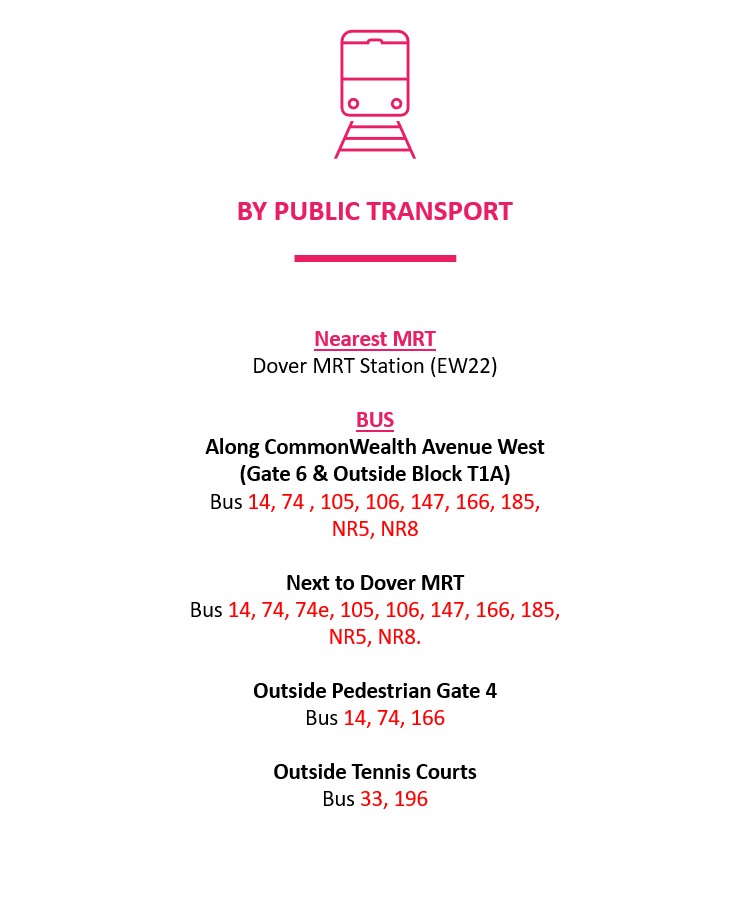 BY PUBLIC TRANSPORT
Nearest MRT
Dover MRT Station (EW22)
BUS
Along CommonWealth Avenue West
(Gate 6 & Outside Block T1A)
Bus 14, 74 , 105, 106, 147, 166, 185,
NR5, NR8
Next to Dover MRT
Bus 14, 74, 74e, 105, 106, 147, 166, 185,
NR5, NR8.
Outside Pedestrian Gate 4
Bus 14, 74, 166
Outside Tennis Courts
Bus 33, 196